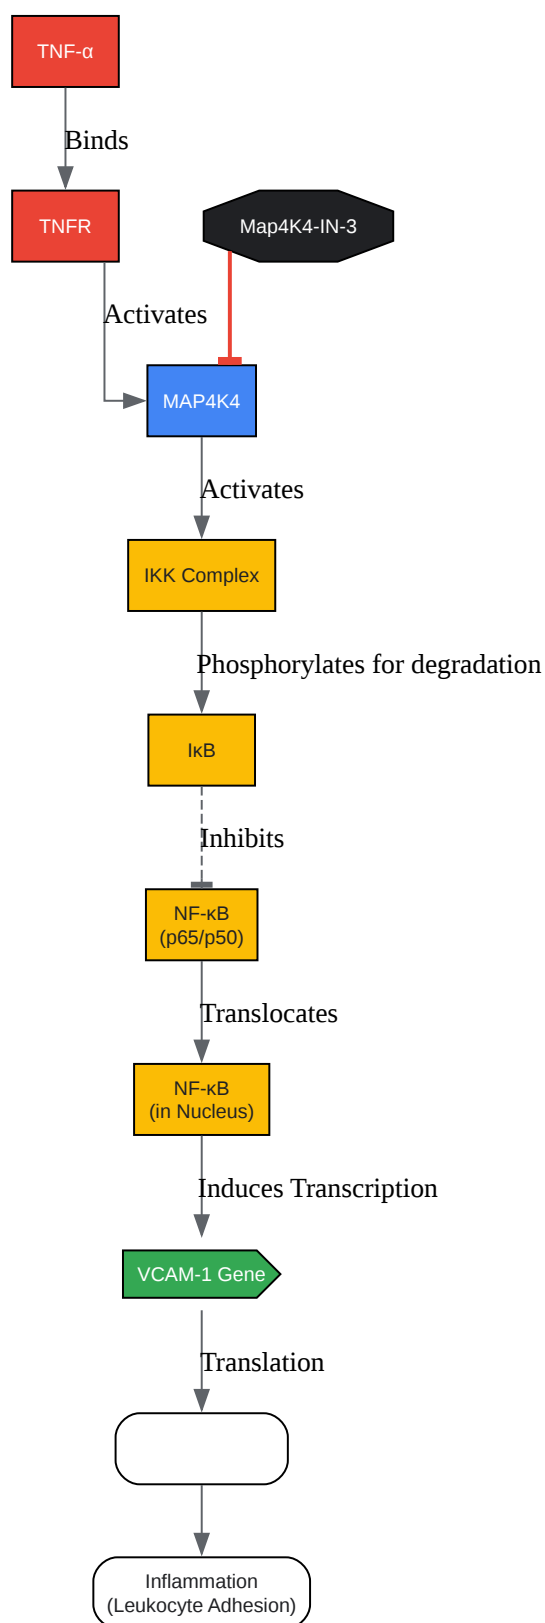 TNF-α
Binds
TNFR
Map4K4-IN-3
Activates
MAP4K4
Activates
IKK Complex
Phosphorylates for degradation
IκB
Inhibits
NF-κB
(p65/p50)
Translocates
NF-κB
(in Nucleus)
Induces Transcription
VCAM-1 Gene
Translation
Inflammation
(Leukocyte Adhesion)